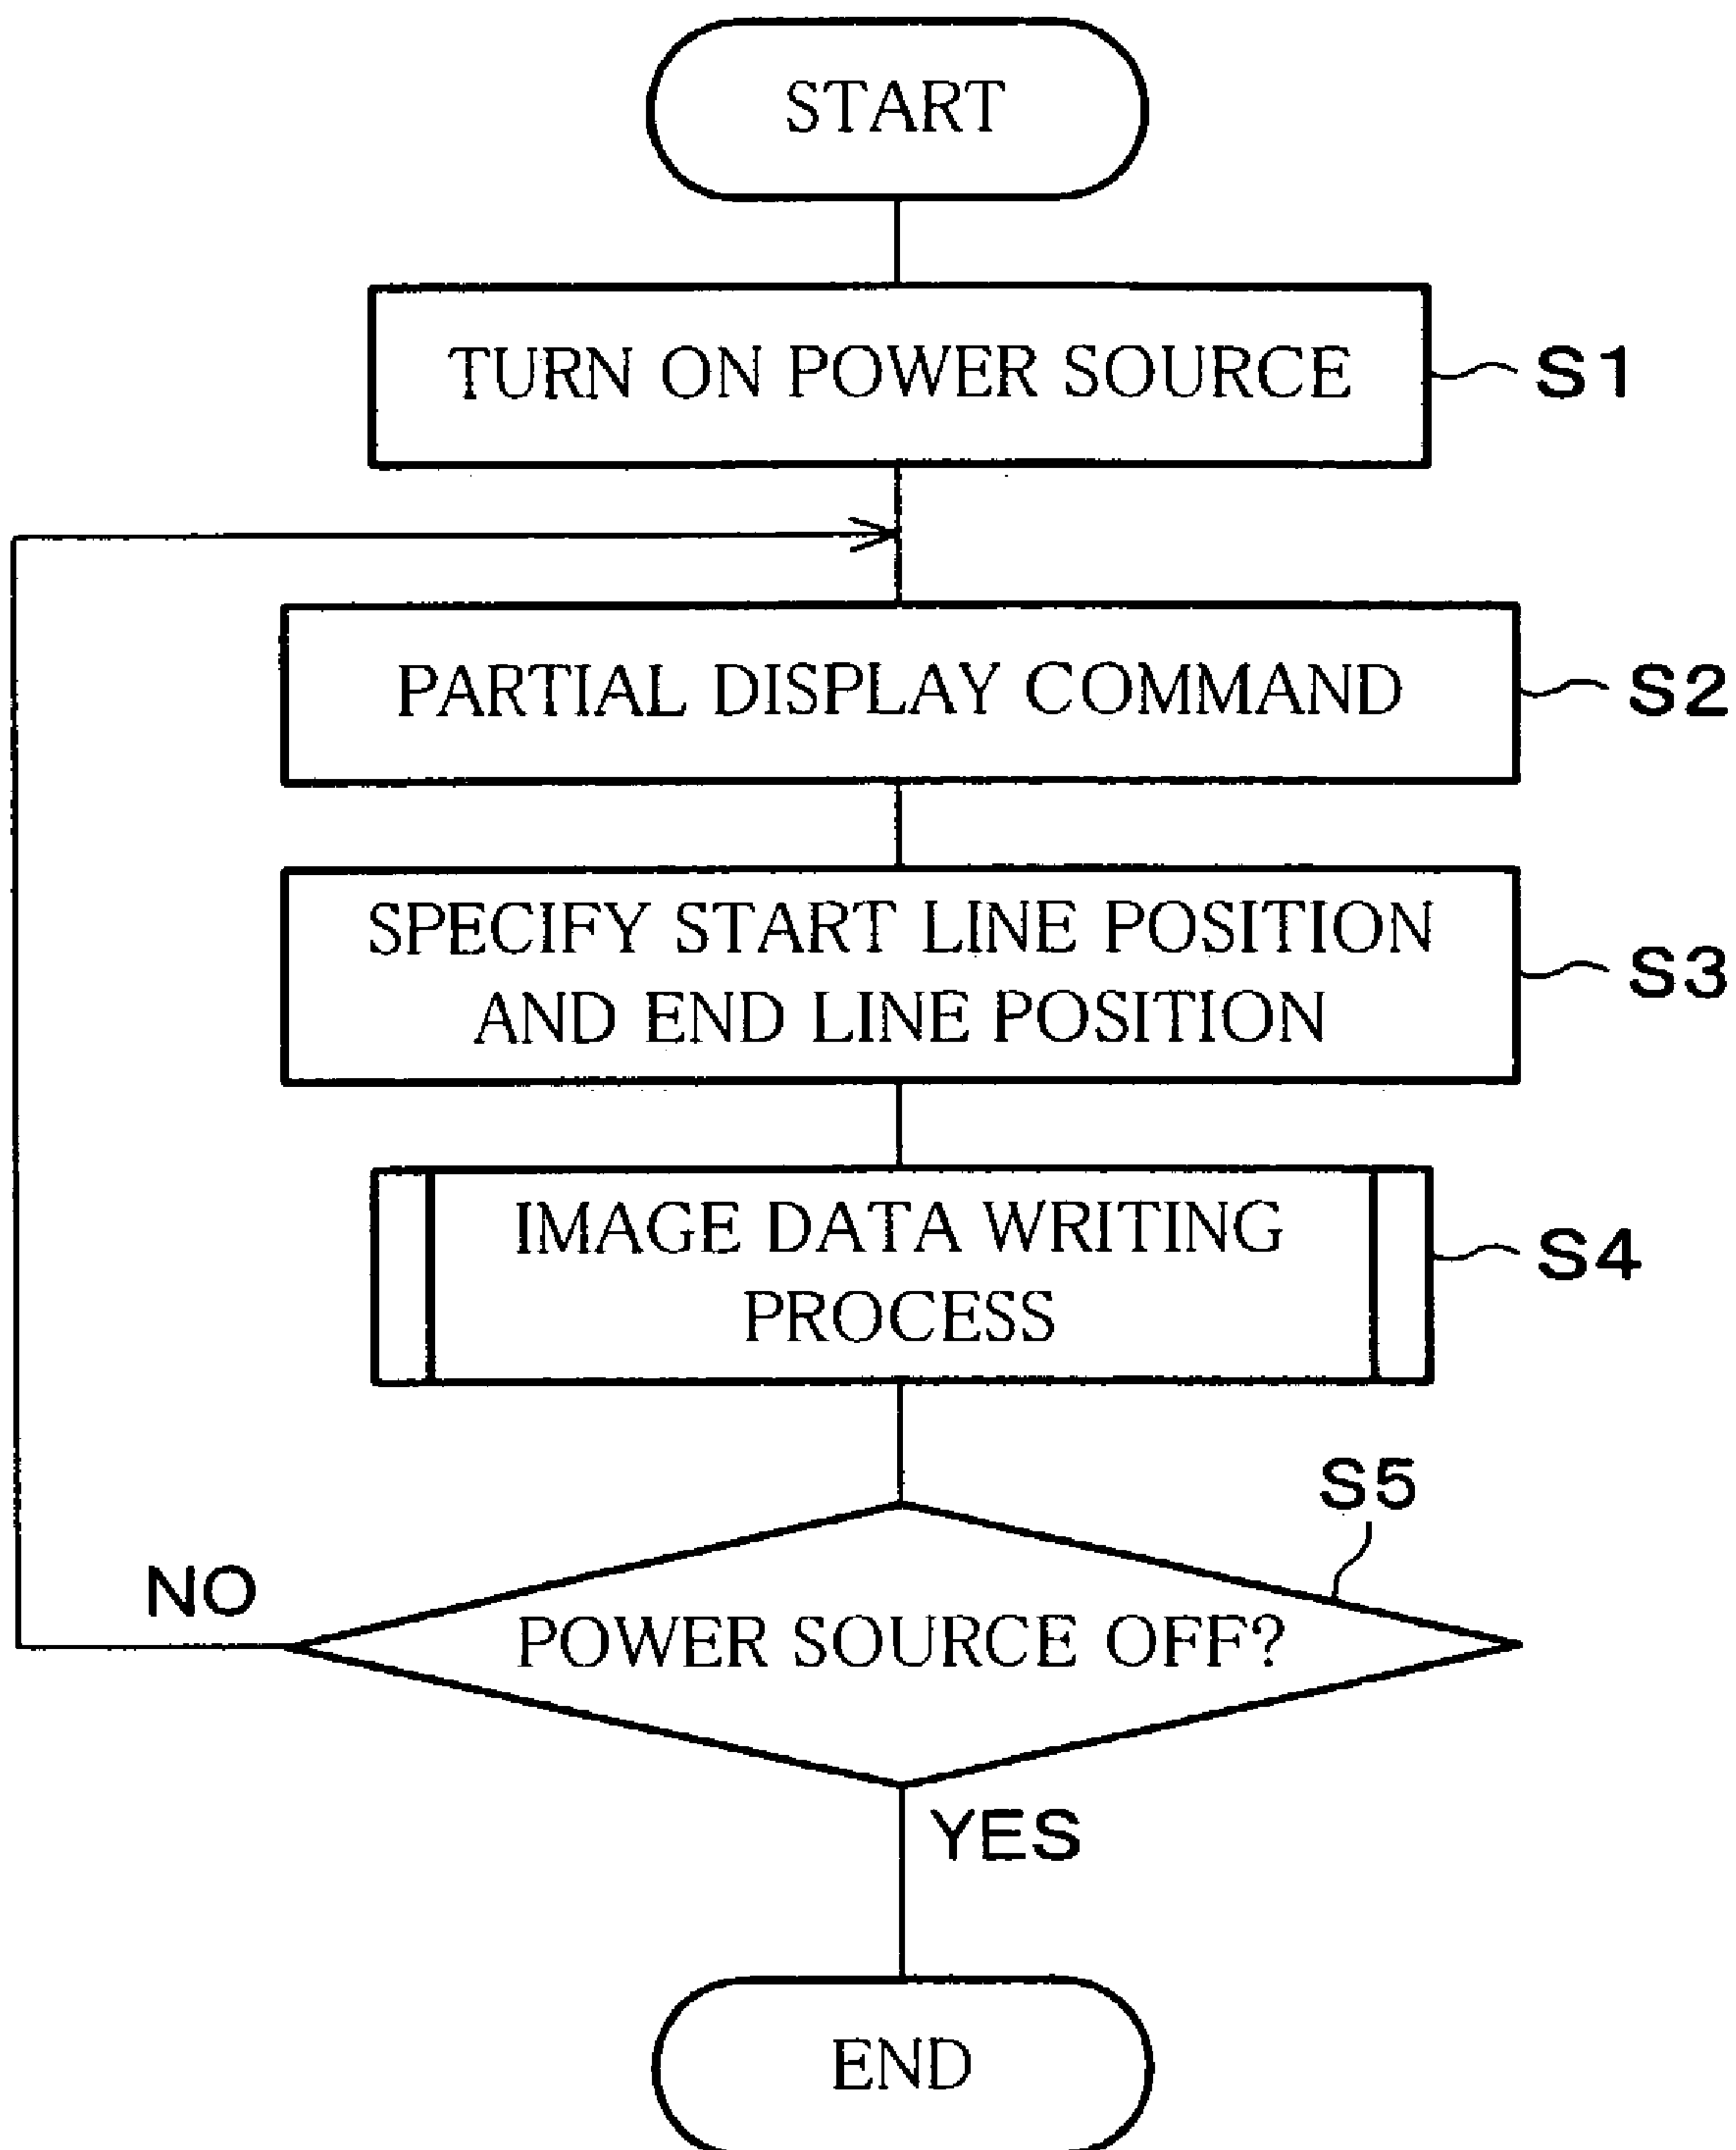 START
TURN ON POWER SOURCE
S1
PARTIAL DISPLAY COMMAND
S2
SPECIFY START LINE POSITION
AND END LINE POSITION
S3
IMAGE DATA WRITING
PROCESS
S4
S5
NO
POWER SOURCE OFF?
YES
END